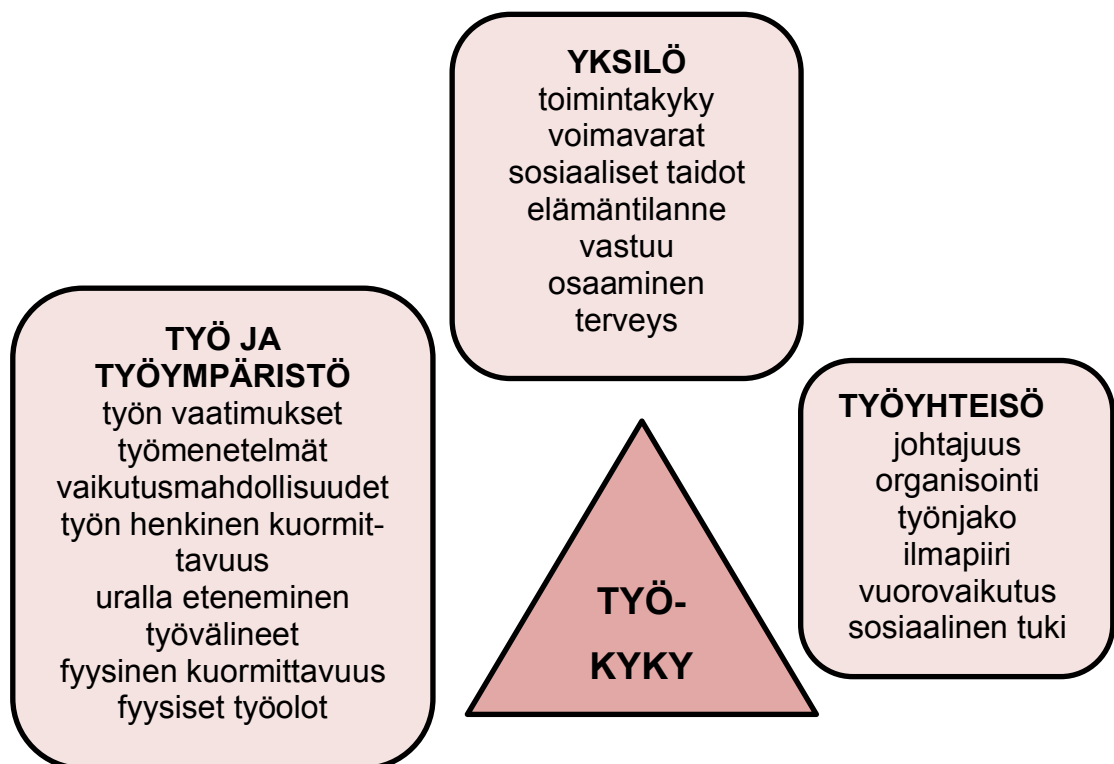 YKSILÖ
toimintakyky
voimavarat
sosiaaliset taidot
elämäntilanne
vastuu
osaaminen
terveys
TYÖ JA
TYÖYMPÄRISTÖ
työn vaatimukset
työmenetelmät
vaikutusmahdollisuudet
työn henkinen kuormit-
tavuus
uralla eteneminen
työvälineet
fyysinen kuormittavuus
fyysiset työolot
TYÖ-
KYKY
TYÖYHTEISÖ
johtajuus
organisointi
työnjako
ilmapiiri
vuorovaikutus
sosiaalinen tuki